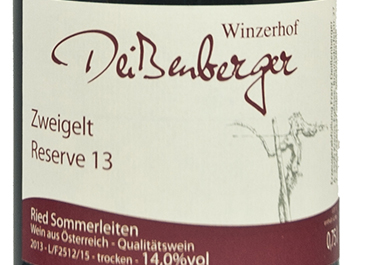 Winzerhof
Deißenberger
Zweigelt
Reserve 13
Ried Sommerleiten
Wein aus Österreich - Qualitätswein
2013 - L/F2512/15 - trocken - 14,0%vol